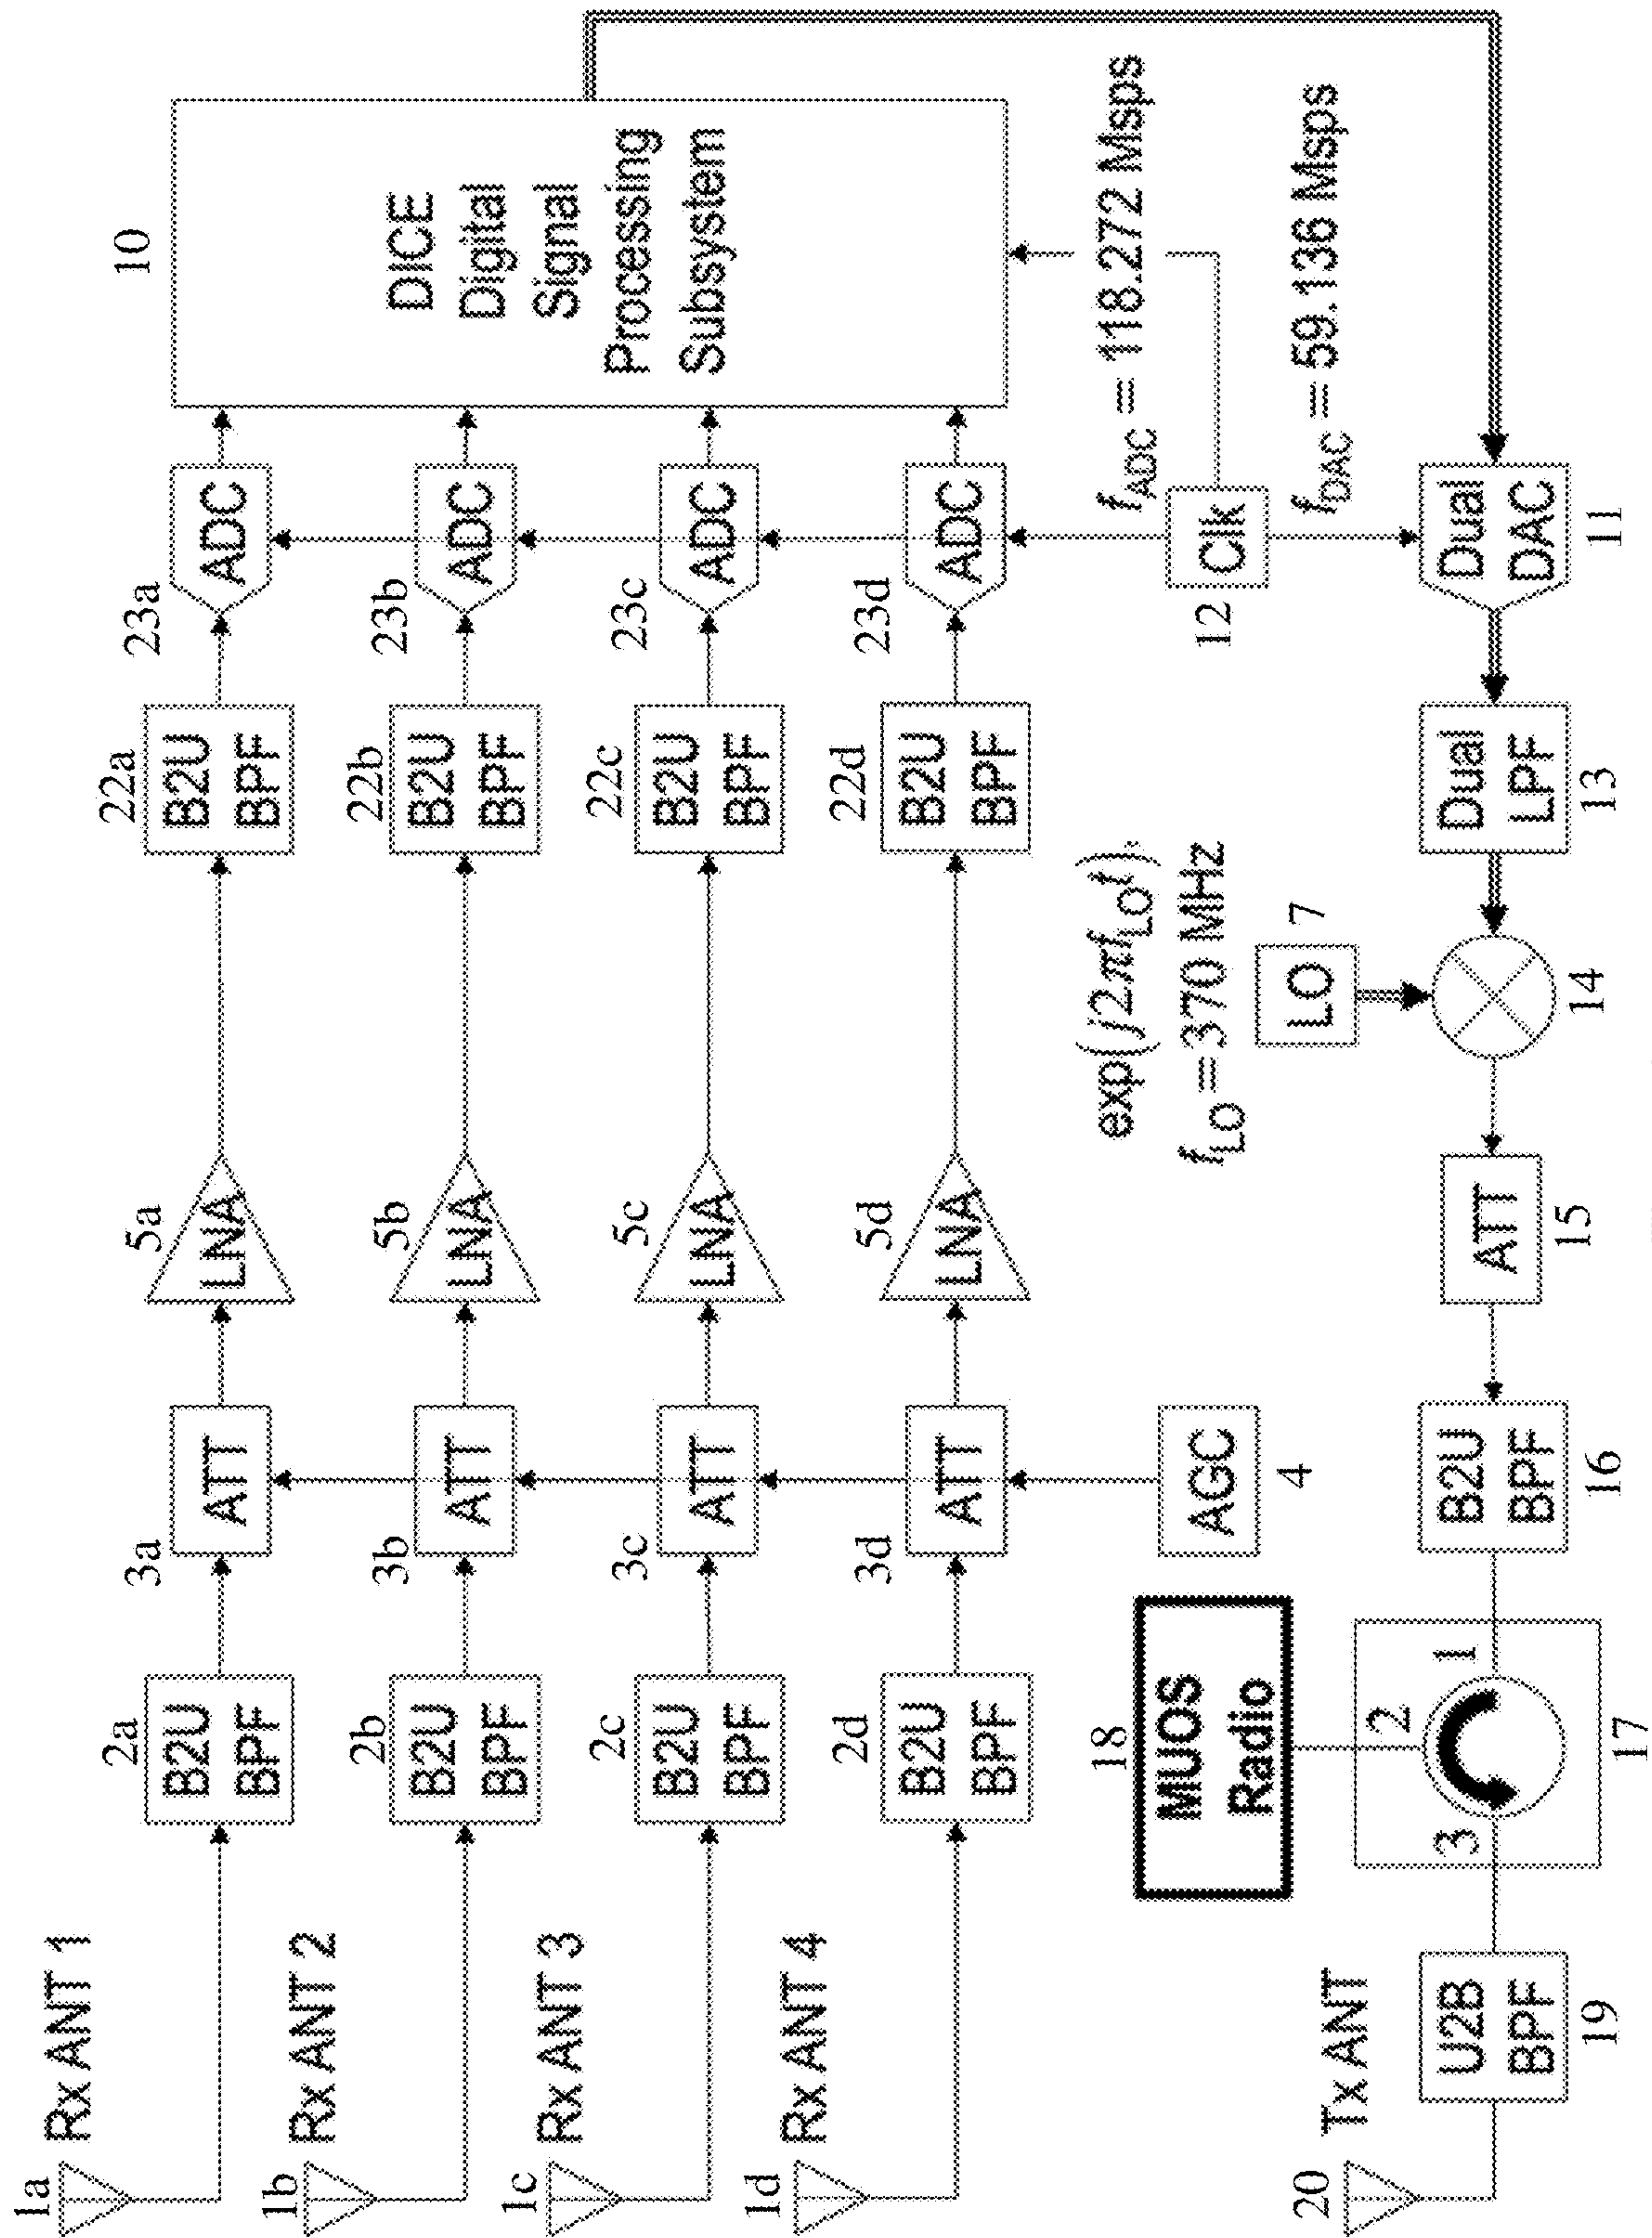 1a
Rx ANT 1
2a
B2U
BPF
3a
ATT
5a
LNA
22a
B2U
BPF
23a
ADC
10
DICE
Digital
Signal
Processing
Subsystem
1b
Rx ANT 2
2b
B2U
BPF
3b
ATT
5b
LNA
22b
B2U
BPF
23b
ADC
1c
Rx ANT 3
2c
B2U
BPF
3c
ATT
5c
LNA
22c
B2U
BPF
23c
ADC
1d
Rx ANT 4
2d
B2U
BPF
3d
ATT
5d
LNA
22d
B2U
BPF
23d
ADC
18
MUOS
Radio
AGC
4
exp(j2πf_LO t),
f_LO = 370 MHz
LO
7
12
Clk
f_ADC = 118.272 Msps
f_DAC = 59.136 Msps
20
Tx ANT
U2B
BPF
19
3
2
1
17
B2U
BPF
16
ATT
15
14
Dual
LPF
13
Dual
DAC
11